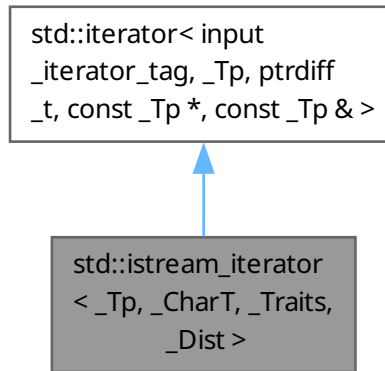 std::iterator< input
_iterator_tag, _Tp, ptrdiff
_t, const _Tp *, const _Tp & >
std::istream_iterator
< _Tp, _CharT, _Traits,
_Dist >